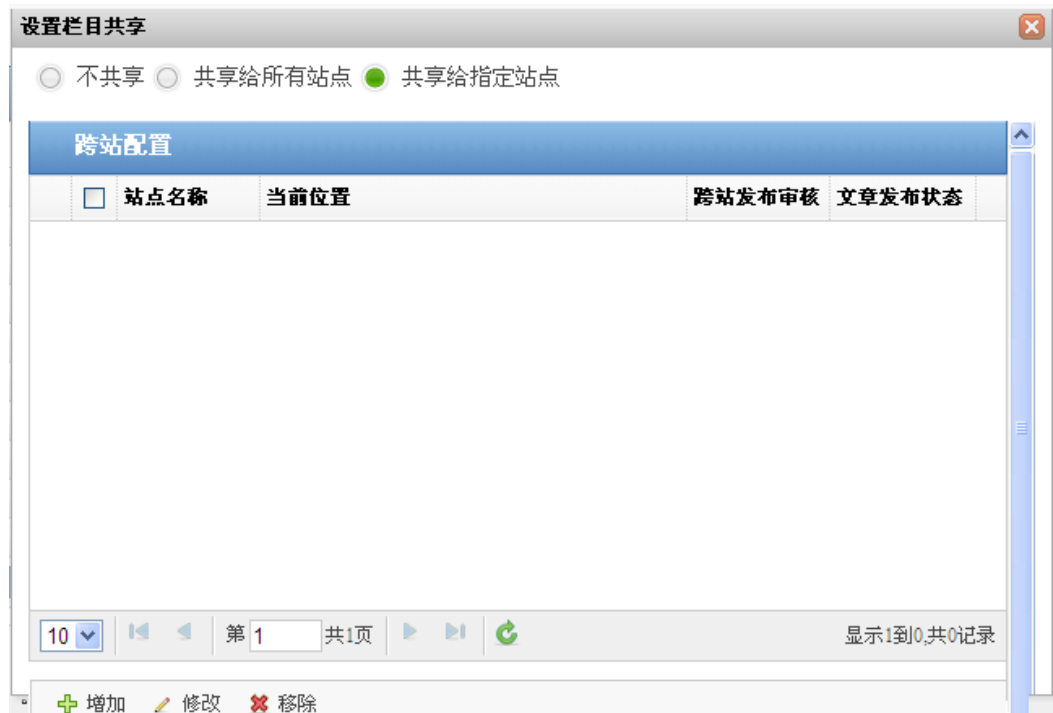 设置栏目共享
不共享 共享给所有站点 共享给指定站点
跨站配置
站点名称 当前位置 跨站发布审核 文章发布状态
10 第 1 共1页 显示1到0,共0记录
增加 修改 移除